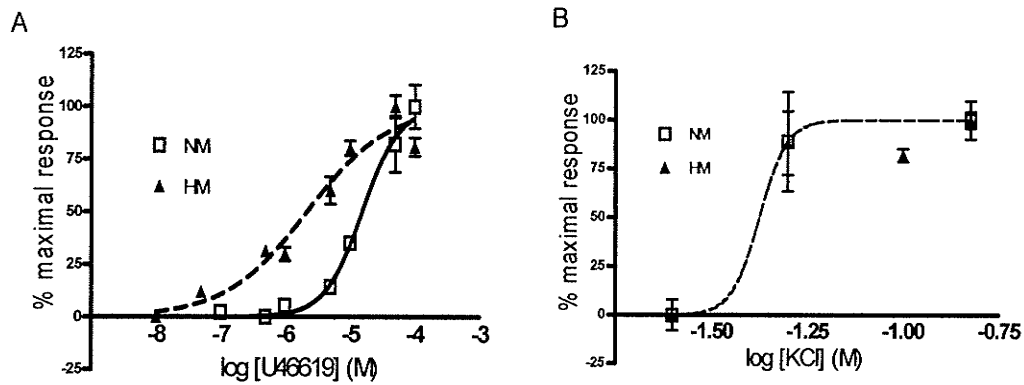 A
% maximal response
125
100
75
50
25
0
-25
NM
HM
-8
-7
-6
-5
-4
-3
log [U46619] (M)
B
% maximal response
125
100
75
50
25
0
-25
NM
HM
-1.50
-1.25
-1.00
-0.75
log [KCl] (M)